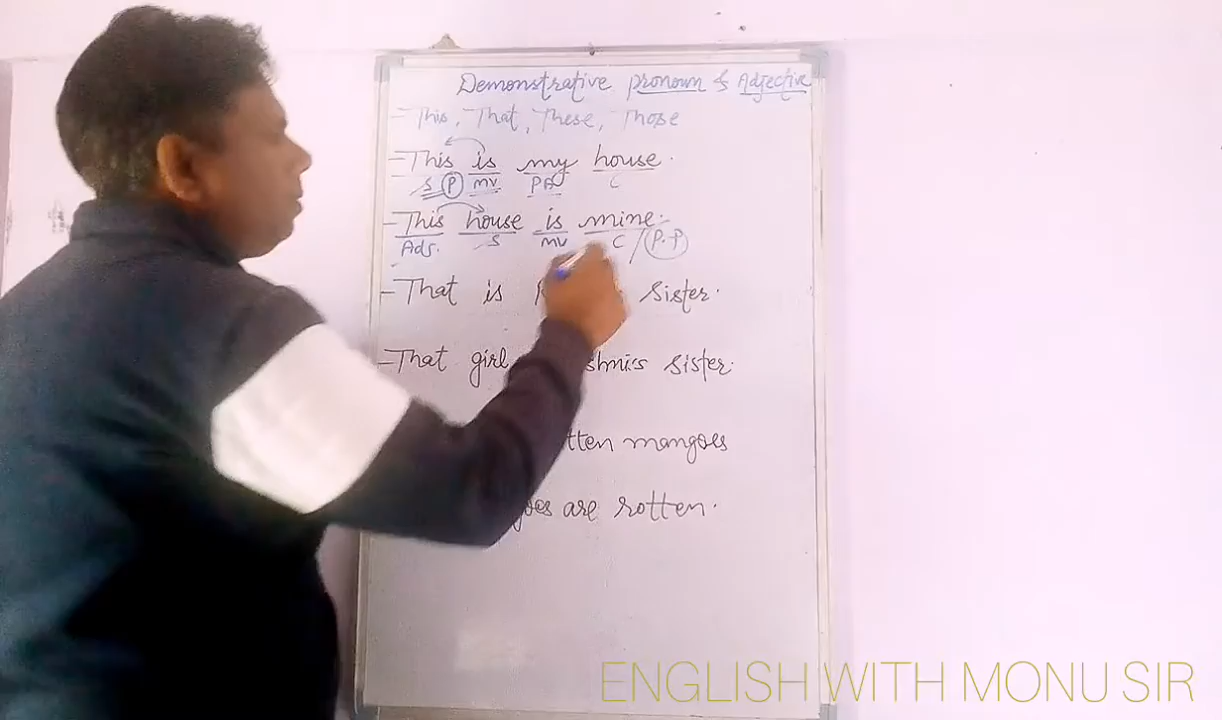 Demonstrative pronoun & Adjective
- This, That, These, Those
- This is my house.
S P MV PA C
- This house is mine.
Adj. S MV C / P.P
- That is sister.
- That girl sister.
mangoes
are rotten.
ENGLISH WITH MONU SIR